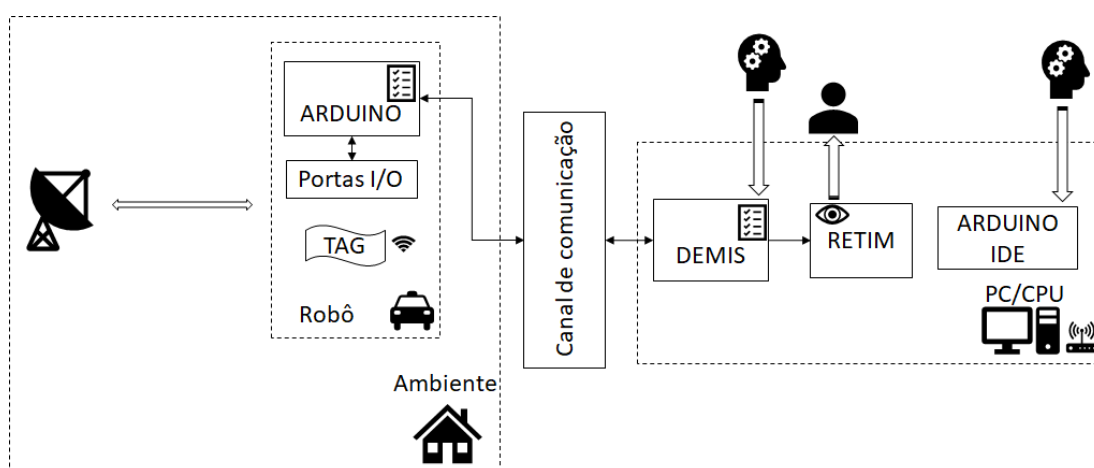 ARDUINO
Portas I/O
TAG
Robô
Ambiente
Canal de comunicação
DEMIS
RETIM
ARDUINO
IDE
PC/CPU